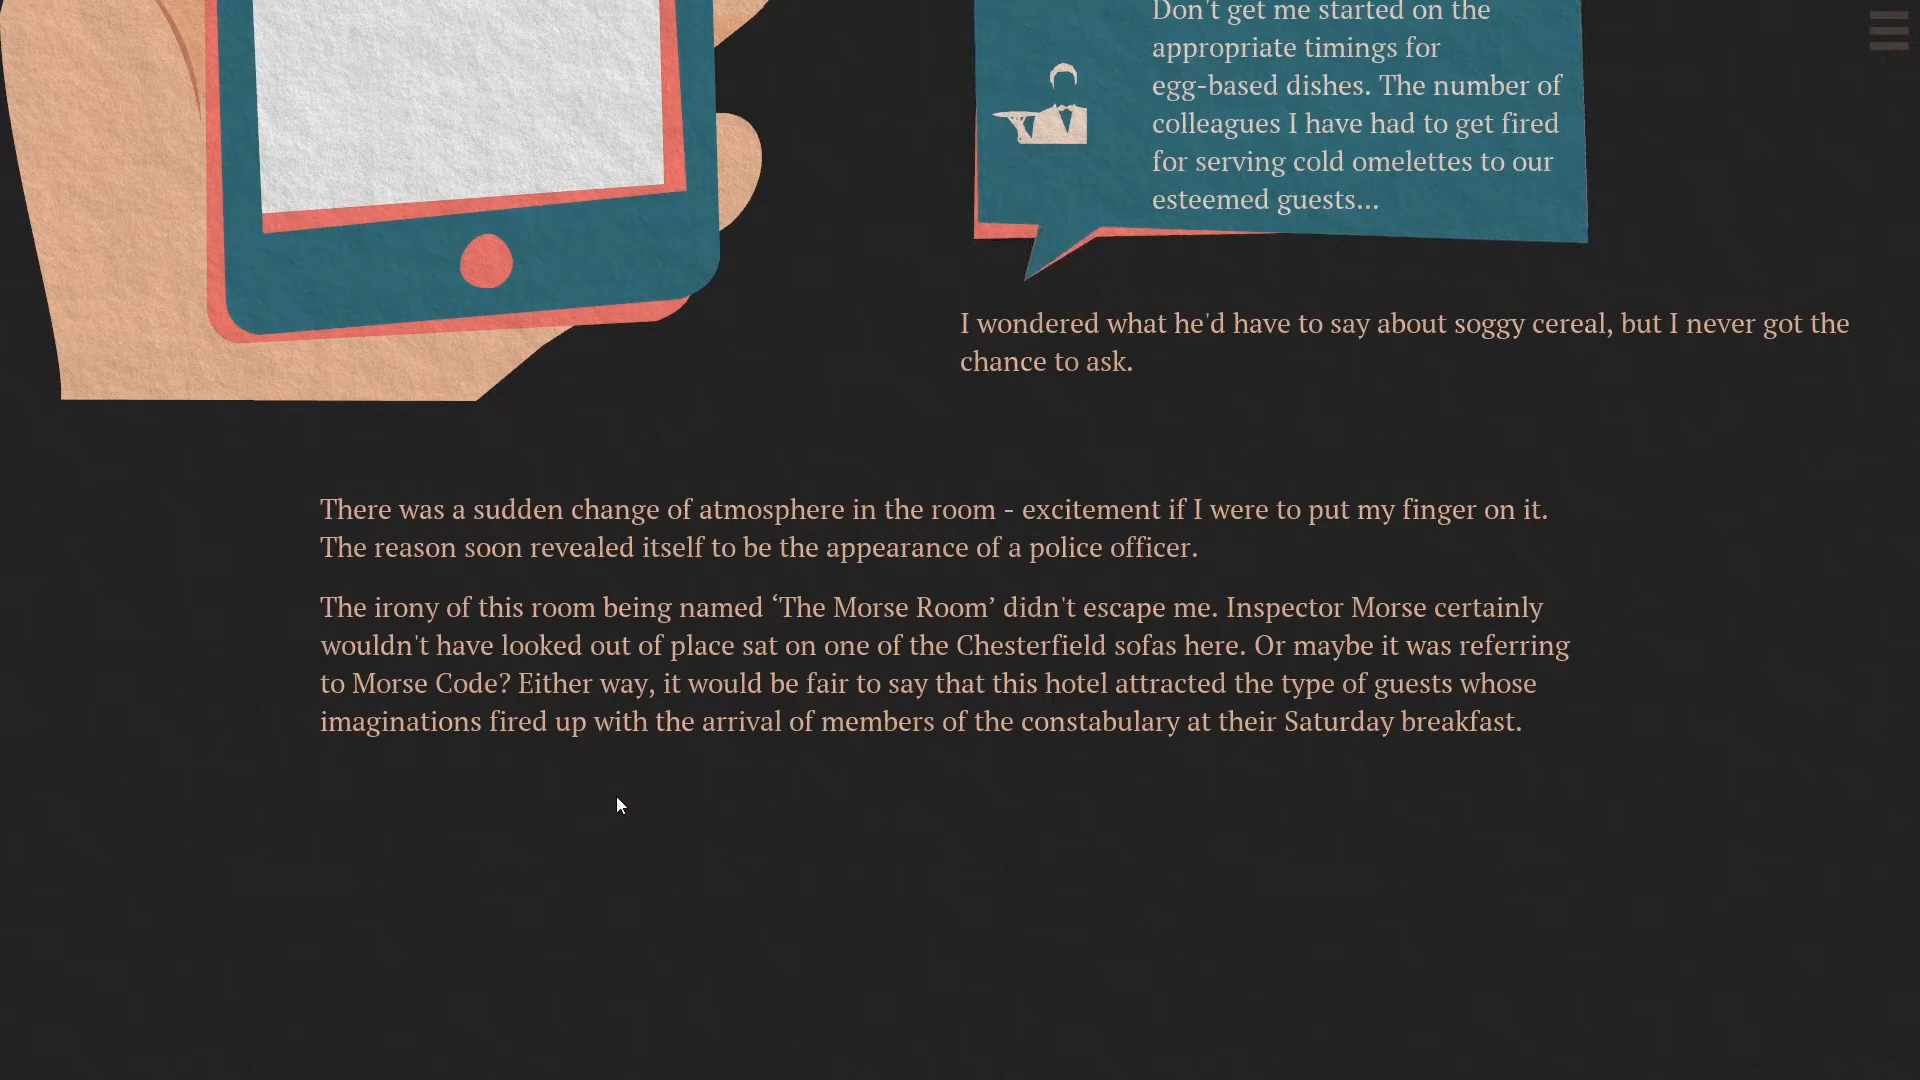 Don't get me started on the
appropriate timings for
egg-based dishes. The number of
colleagues I have had to get fired
for serving cold omelettes to our
esteemed guests...
I wondered what he'd have to say about soggy cereal, but I never got the
chance to ask.
There was a sudden change of atmosphere in the room - excitement if I were to put my finger on it.
The reason soon revealed itself to be the appearance of a police officer.
The irony of this room being named ‘The Morse Room’ didn't escape me. Inspector Morse certainly
wouldn't have looked out of place sat on one of the Chesterfield sofas here. Or maybe it was referring
to Morse Code? Either way, it would be fair to say that this hotel attracted the type of guests whose
imaginations fired up with the arrival of members of the constabulary at their Saturday breakfast.